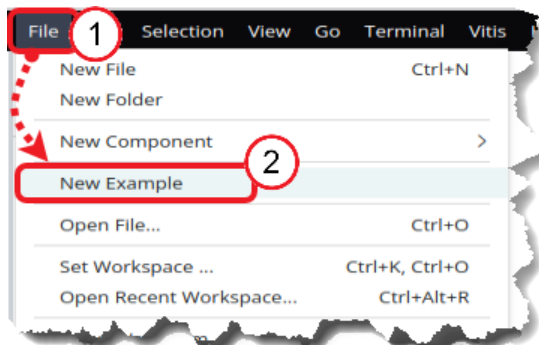 File 1 Selection View Go Terminal Vitis
New File Ctrl+N
New Folder
New Component >
2
New Example
Open File... Ctrl+O
Set Workspace ... Ctrl+K, Ctrl+O
Open Recent Workspace... Ctrl+Alt+R